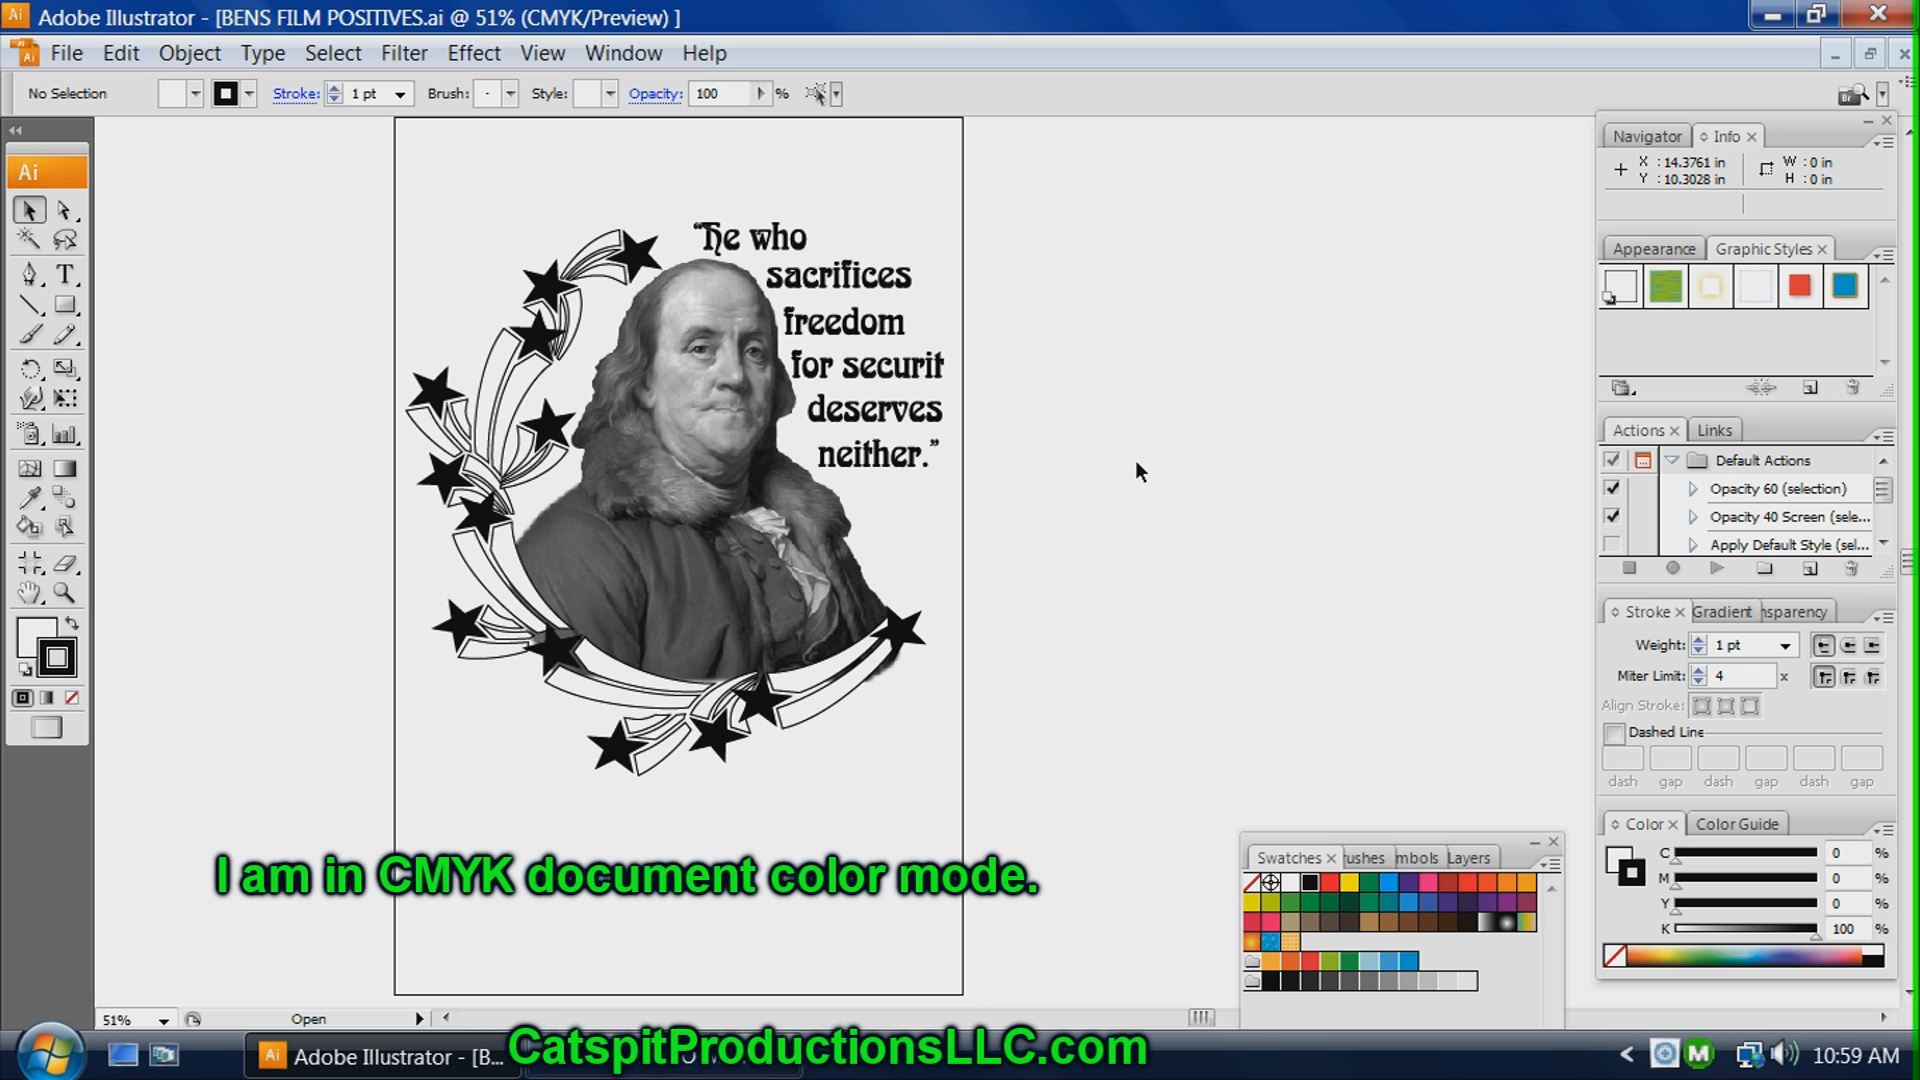 Adobe Illustrator - [BENS FILM POSITIVES.ai @ 51% (CMYK/Preview) ]
File Edit Object Type Select Filter Effect View Window Help
No Selection Stroke: 1 pt Brush: Style: Opacity: 100 %
Ai
Navigator Info
X : 14.3761 in W : 0 in
Y : 10.3028 in H : 0 in
Appearance Graphic Styles
“He who
sacrifices
freedom
for securit
deserves
neither.”
Actions Links
Default Actions
Opacity 60 (selection)
Opacity 40 Screen (sele...
Apply Default Style (sel...
Stroke Gradient nsparency
Weight: 1 pt
Miter Limit: 4 x
Align Stroke:
Dashed Line
dash gap dash gap dash gap
Color Color Guide
C 0 %
M 0 %
Y 0 %
K 100 %
Swatches rushes mbols Layers
I am in CMYK document color mode.
51% Open
Adobe Illustrator - [B...
CatspitProductionsLLC.com
10:59 AM